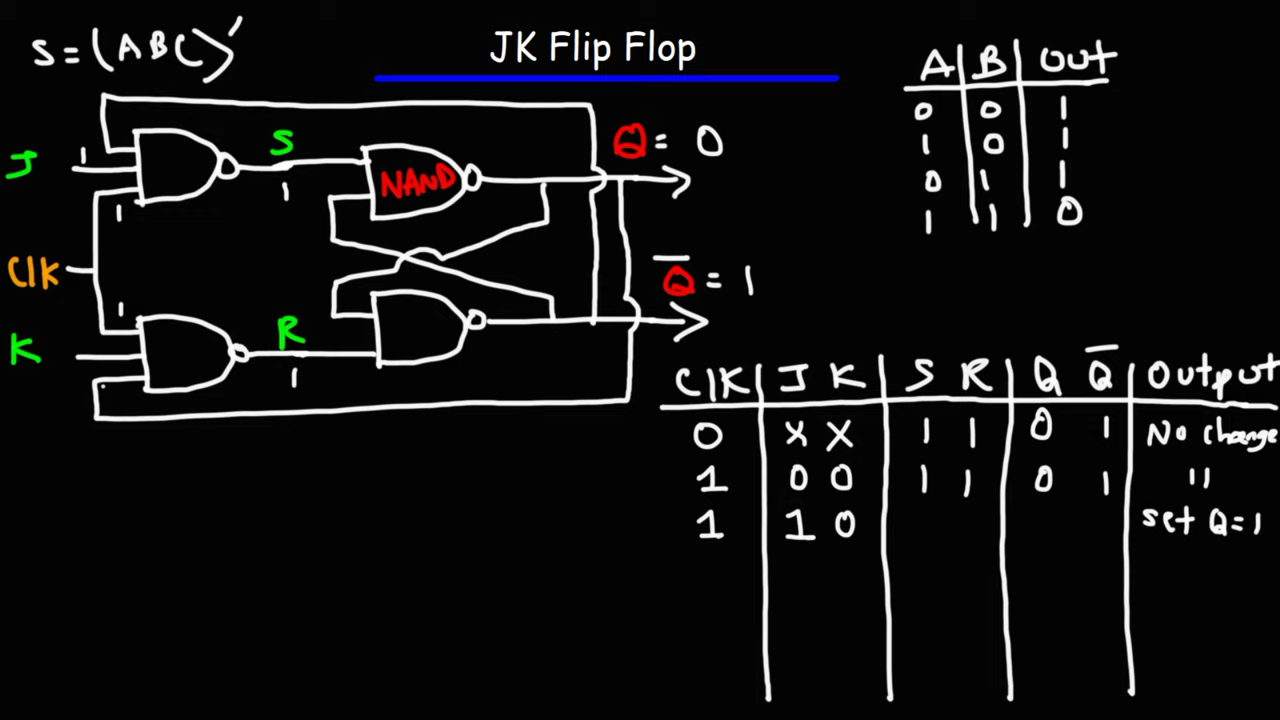 S = (ABC)'
JK Flip Flop
A B Out
0 0 1
1 0 1
0 1 1
1 1 0
J 1 S Q = 0
NAND
1 1
Clk Q̅ = 1
1
K R
1
Clk J K S R Q Q̅ Output
0 X X 1 1 0 1 No change
1 0 0 1 1 0 1 "
1 1 0 set Q=1